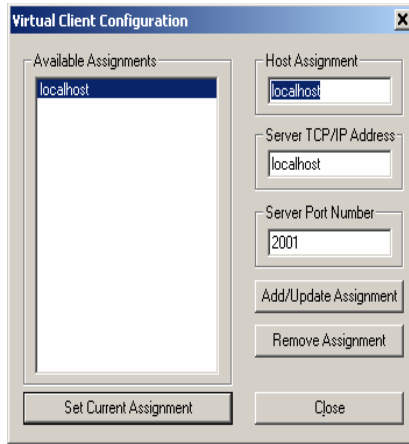 Virtual Client Configuration
Available Assignments
localhost
Host Assignment
localhost
Server TCP/IP Address
localhost
Server Port Number
2001
Add/Update Assignment
Remove Assignment
Set Current Assignment
Close